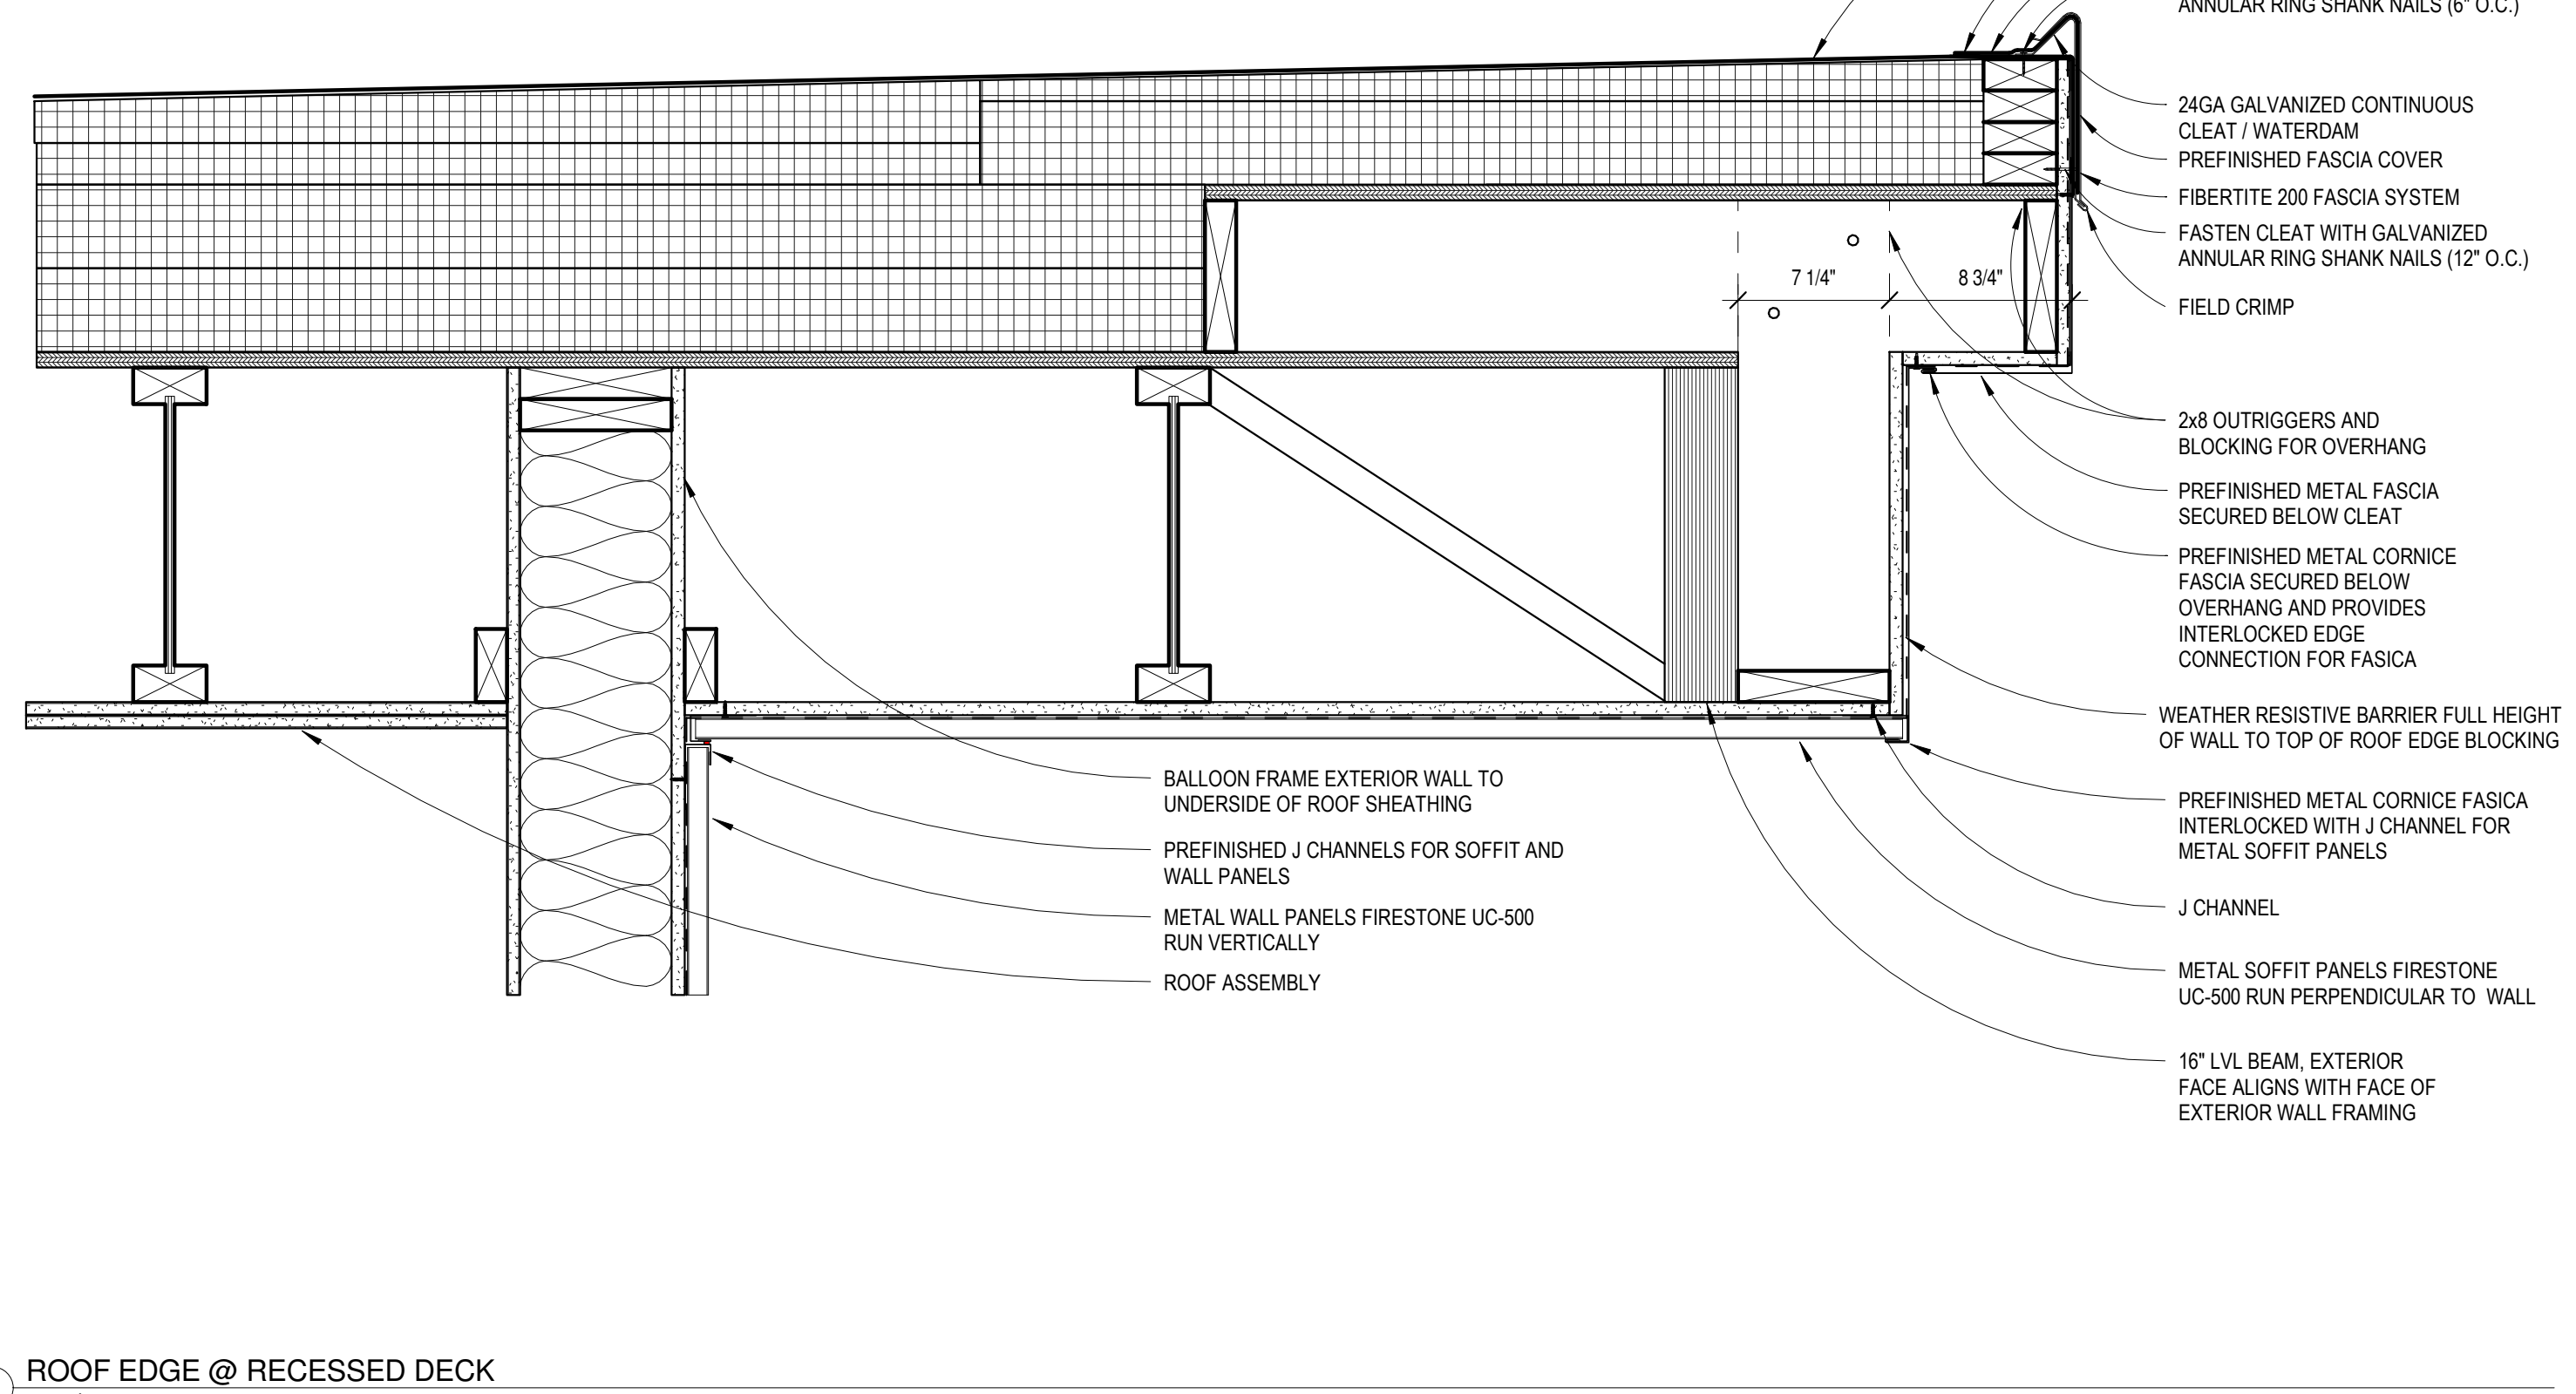 ANNULAR RING SHANK NAILS (6" O.C.)
24GA GALVANIZED CONTINUOUS
CLEAT / WATERDAM
PREFINISHED FASCIA COVER
FIBERTITE 200 FASCIA SYSTEM
FASTEN CLEAT WITH GALVANIZED
ANNULAR RING SHANK NAILS (12" O.C.)
FIELD CRIMP
7 1/4"
8 3/4"
2x8 OUTRIGGERS AND
BLOCKING FOR OVERHANG
PREFINISHED METAL FASCIA
SECURED BELOW CLEAT
PREFINISHED METAL CORNICE
FASCIA SECURED BELOW
OVERHANG AND PROVIDES
INTERLOCKED EDGE
CONNECTION FOR FASICA
WEATHER RESISTIVE BARRIER FULL HEIGHT
OF WALL TO TOP OF ROOF EDGE BLOCKING
PREFINISHED METAL CORNICE FASICA
INTERLOCKED WITH J CHANNEL FOR
METAL SOFFIT PANELS
J CHANNEL
METAL SOFFIT PANELS FIRESTONE
UC-500 RUN PERPENDICULAR TO  WALL
16" LVL BEAM, EXTERIOR
FACE ALIGNS WITH FACE OF
EXTERIOR WALL FRAMING
BALLOON FRAME EXTERIOR WALL TO
UNDERSIDE OF ROOF SHEATHING
PREFINISHED J CHANNELS FOR SOFFIT AND
WALL PANELS
METAL WALL PANELS FIRESTONE UC-500
RUN VERTICALLY
ROOF ASSEMBLY
ROOF EDGE @ RECESSED DECK